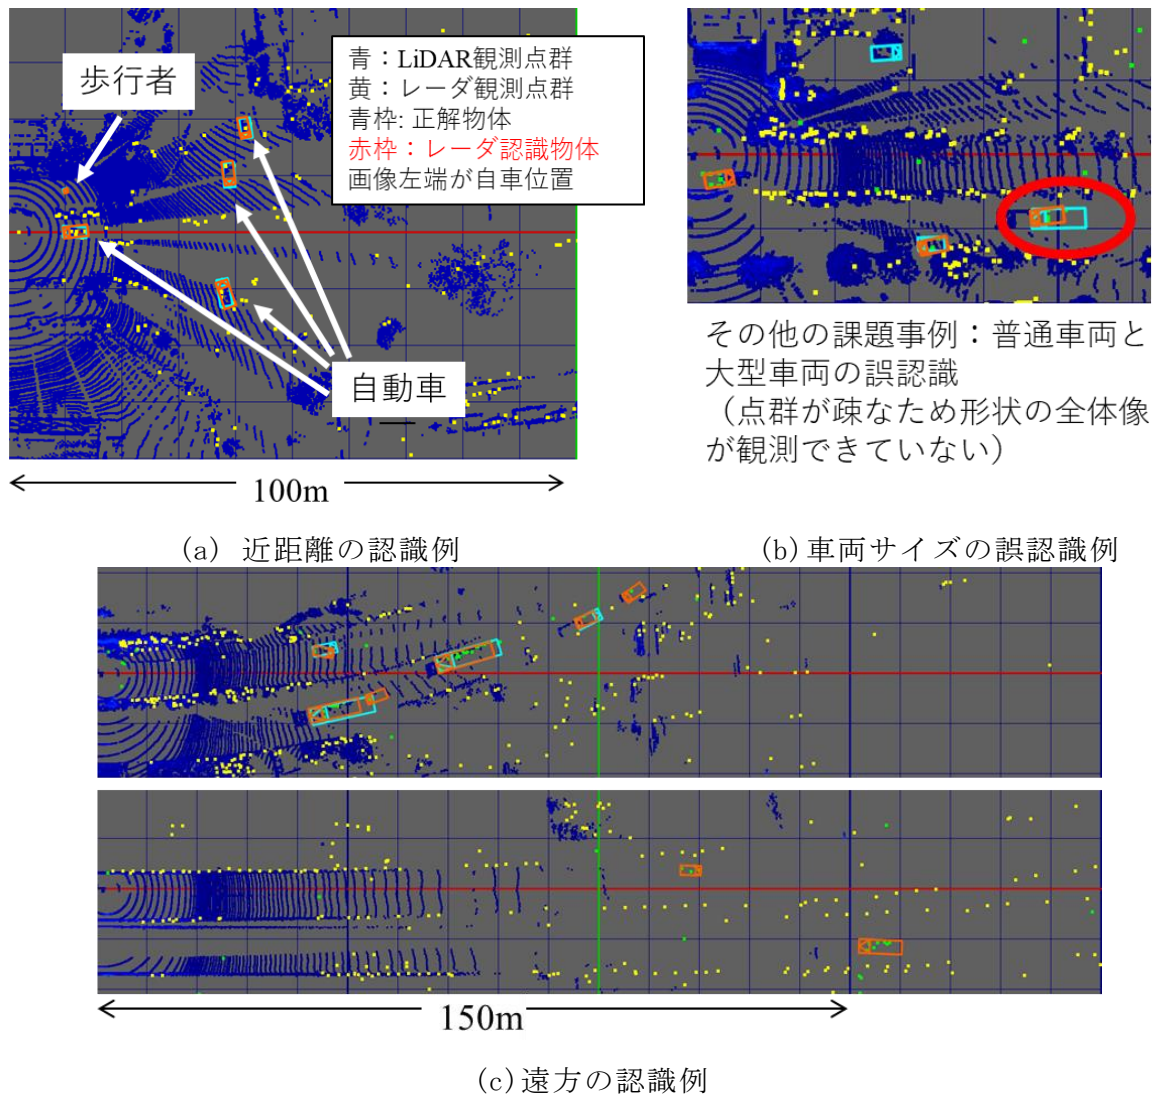 歩行者
青：LiDAR観測点群
黄：レーダ観測点群
青枠: 正解物体
赤枠：レーダ認識物体
画像左端が自車位置
自動車
100m
(a) 近距離の認識例
その他の課題事例：普通車両と
大型車両の誤認識
（点群が疎なため形状の全体像
が観測できていない）
(b)車両サイズの誤認識例
150m
(c)遠方の認識例